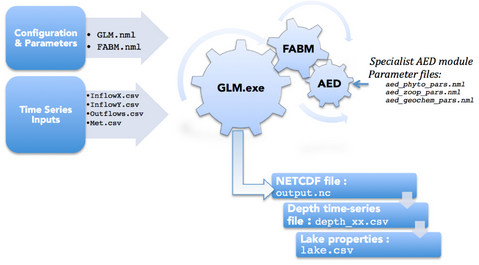 Configuration
& Parameters
• GLM.nml
• FABM.nml
Time Series
Inputs
•InflowX.csv
•InflowY.csv
•Outflows.csv
•Met.csv
GLM.exe
FABM
AED
Specialist AED module
Parameter files:
aed_phyto_pars.nml
aed_zoop_pars.nml
aed_geochem_pars.nml
NETCDF file :
output.nc
Depth time-series
file : depth_xx.csv
Lake properties :
lake.csv